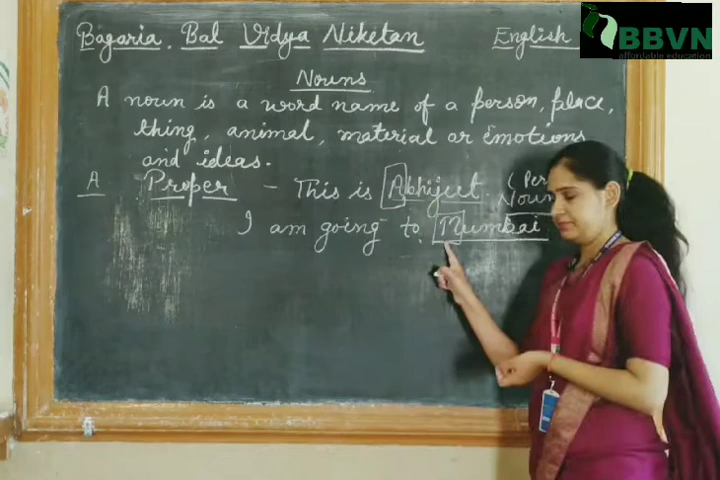 Bagaria Bal Vidya Niketan English
BBVN
affordable education
Nouns
A noun is a word name of a person, place,
thing, animal, material or emotions
and ideas.
A Proper - This is Abhijeet. (Per
Noun
I am going to Mumbai